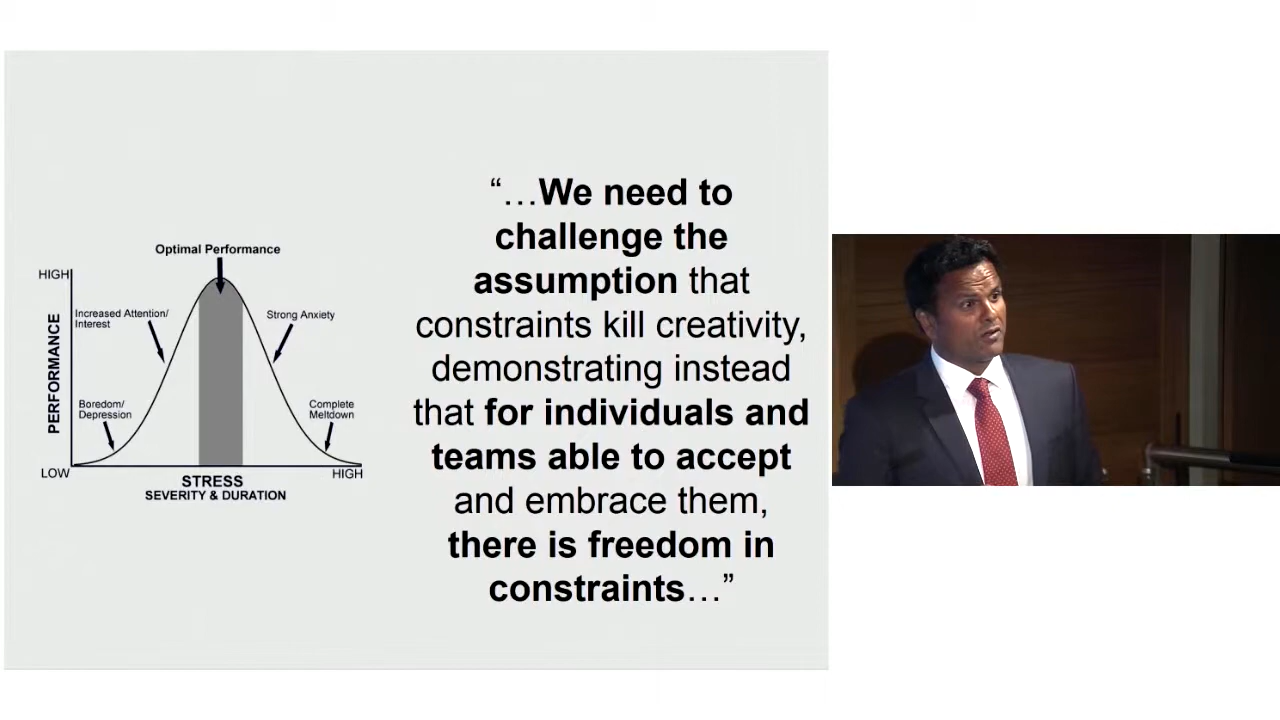 Optimal Performance
HIGH
Increased Attention/
Interest
Strong Anxiety
PERFORMANCE
Boredom/
Depression
Complete
Meltdown
LOW
HIGH
STRESS
SEVERITY & DURATION
“…We need to
challenge the
assumption that
constraints kill creativity,
demonstrating instead
that for individuals and
teams able to accept
and embrace them,
there is freedom in
constraints…”